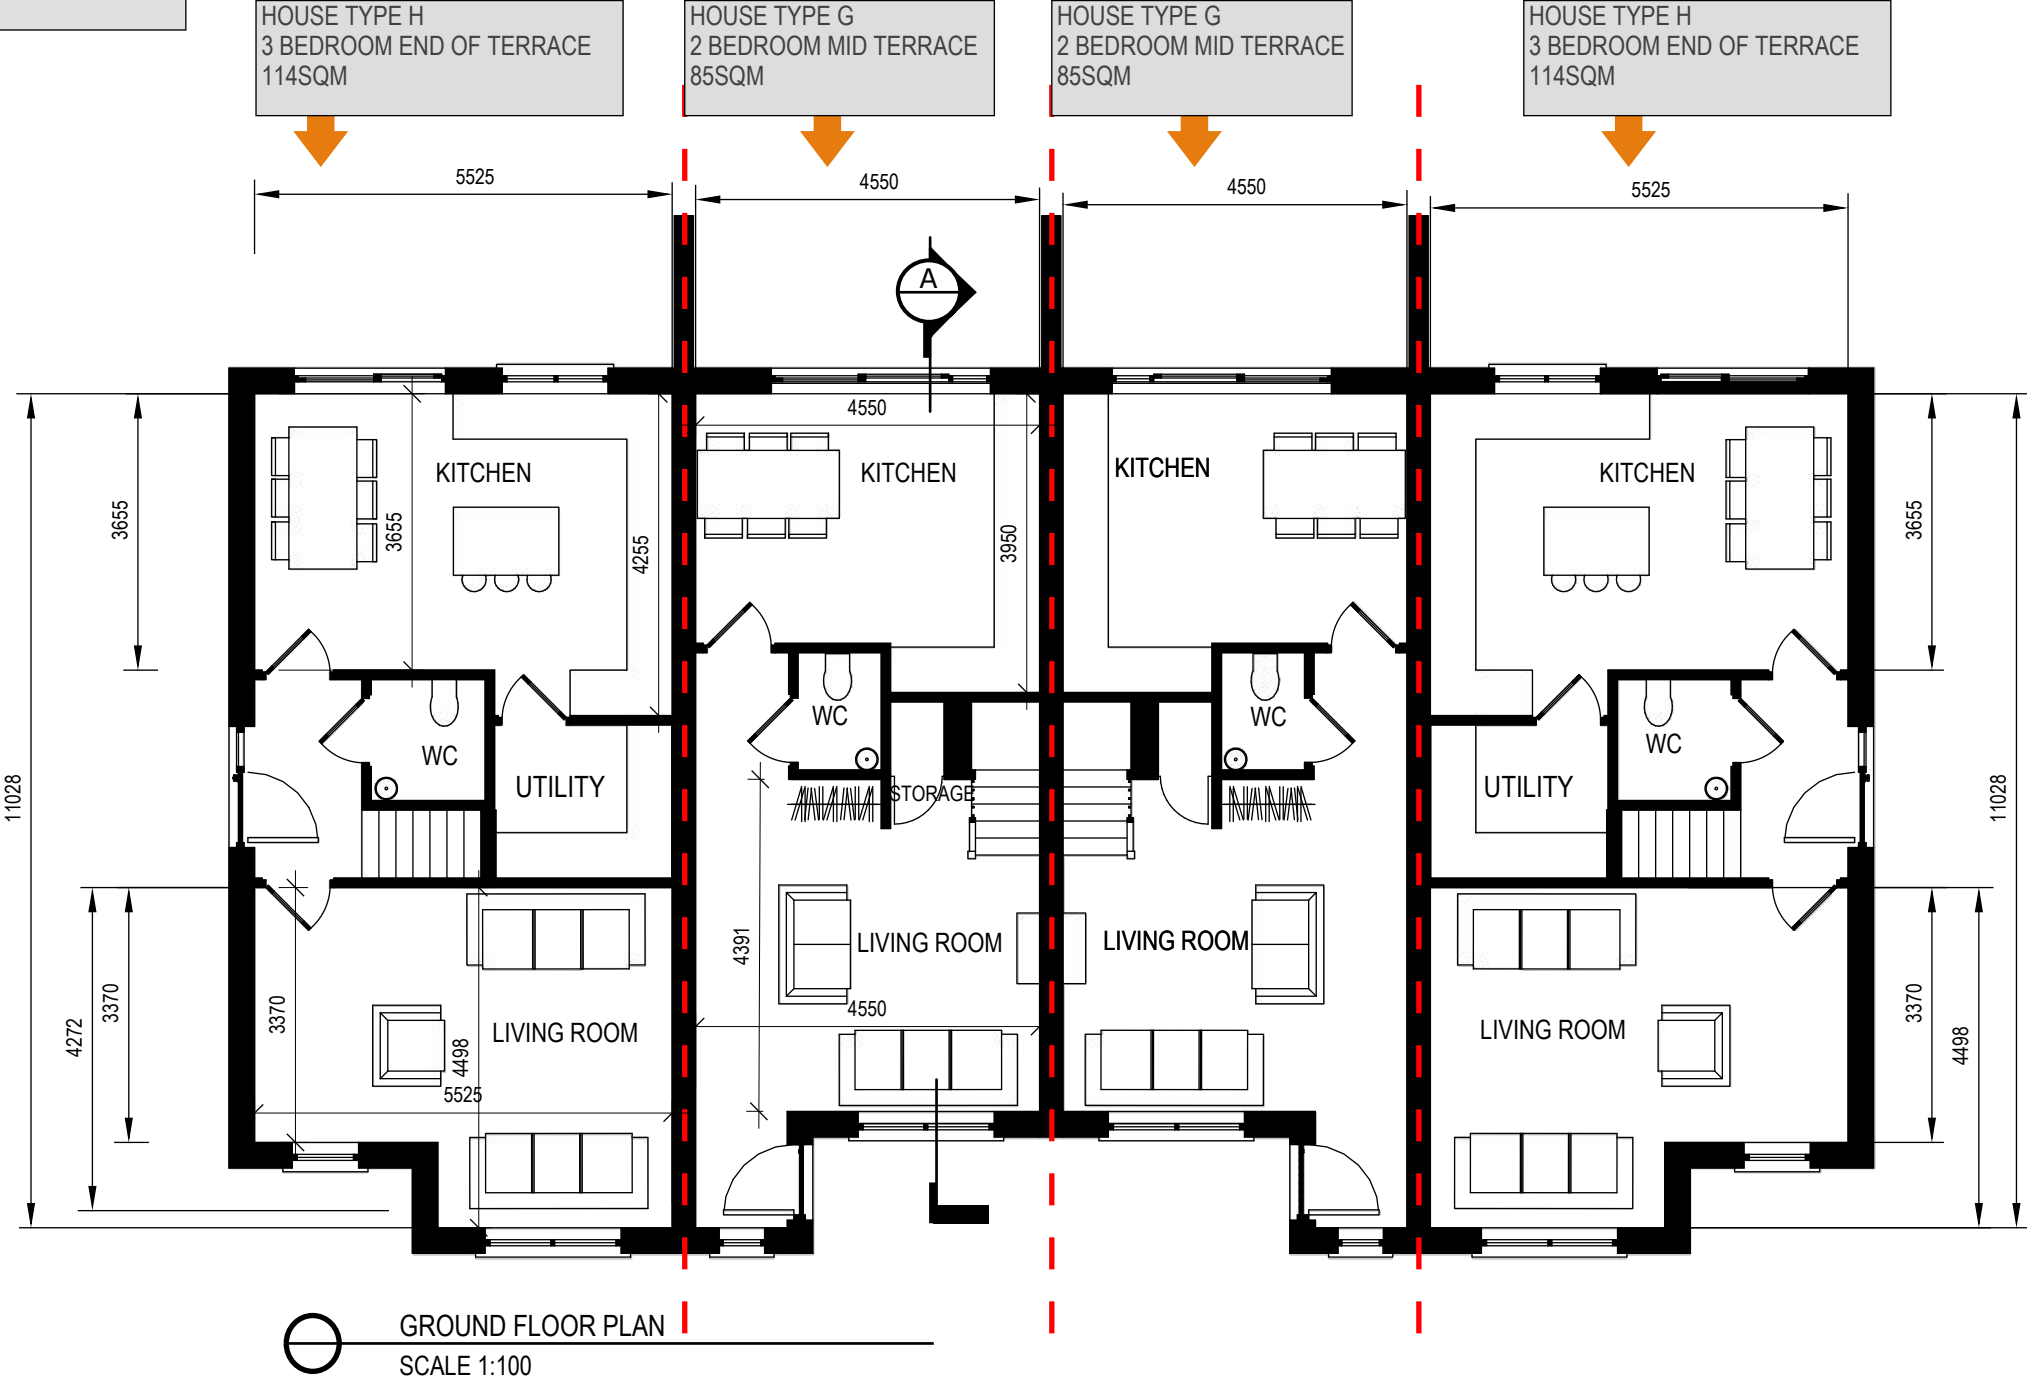 HOUSE TYPE H
3 BEDROOM END OF TERRACE
114SQM
HOUSE TYPE G
2 BEDROOM MID TERRACE
85SQM
HOUSE TYPE G
2 BEDROOM MID TERRACE
85SQM
HOUSE TYPE H
3 BEDROOM END OF TERRACE
114SQM
5525
4550
4550
5525
A
4550
KITCHEN
KITCHEN
KITCHEN
KITCHEN
3655
3655
4255
3950
3655
WC
WC
WC
WC
UTILITY
UTILITY
STORAGE
11028
11028
LIVING ROOM
LIVING ROOM
LIVING ROOM
LIVING ROOM
4391
4550
4272
3370
3370
4498
5525
3370
4498
GROUND FLOOR PLAN
SCALE 1:100